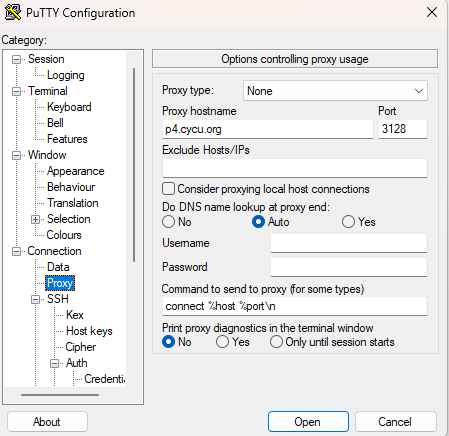 PuTTY Configuration
Category:
Session
Logging
Terminal
Keyboard
Bell
Features
Window
Appearance
Behaviour
Translation
Selection
Colours
Connection
Data
Proxy
SSH
Kex
Host keys
Cipher
Auth
Options controlling proxy usage
Proxy type: None
Proxy hostname Port
p4.cycu.org 3128
Exclude Hosts/IPs
Consider proxying local host connections
Do DNS name lookup at proxy end:
No Auto Yes
Username
Password
Command to send to proxy (for some types)
connect %host %port\n
Print proxy diagnostics in the terminal window
No Yes Only until session starts
About Open Cancel